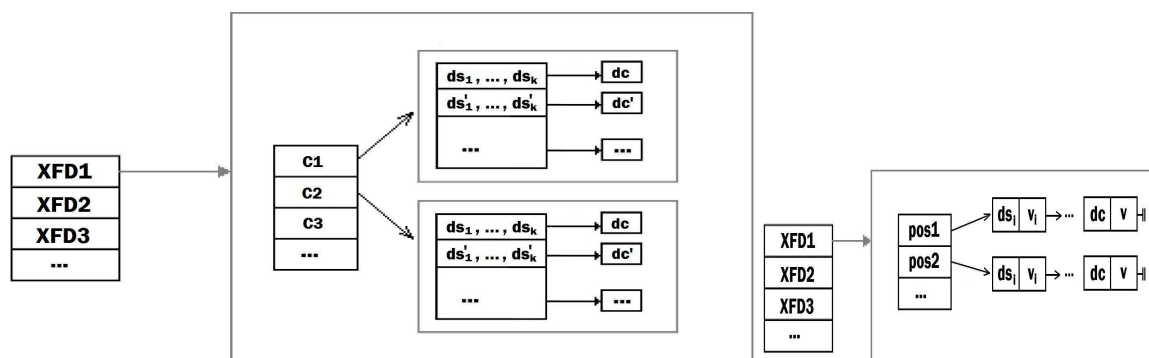 XFD1
XFD2
XFD3
...
C1
C2
C3
...
ds₁, ..., dsₖ dc
ds'₁, ..., ds'ₖ dc'
... ...
ds₁, ..., dsₖ dc
ds'₁, ..., ds'ₖ dc'
... ...
XFD1
XFD2
XFD3
...
pos1
pos2
...
dsᵢ vᵢ ... dc v
dsᵢ vᵢ ... dc v